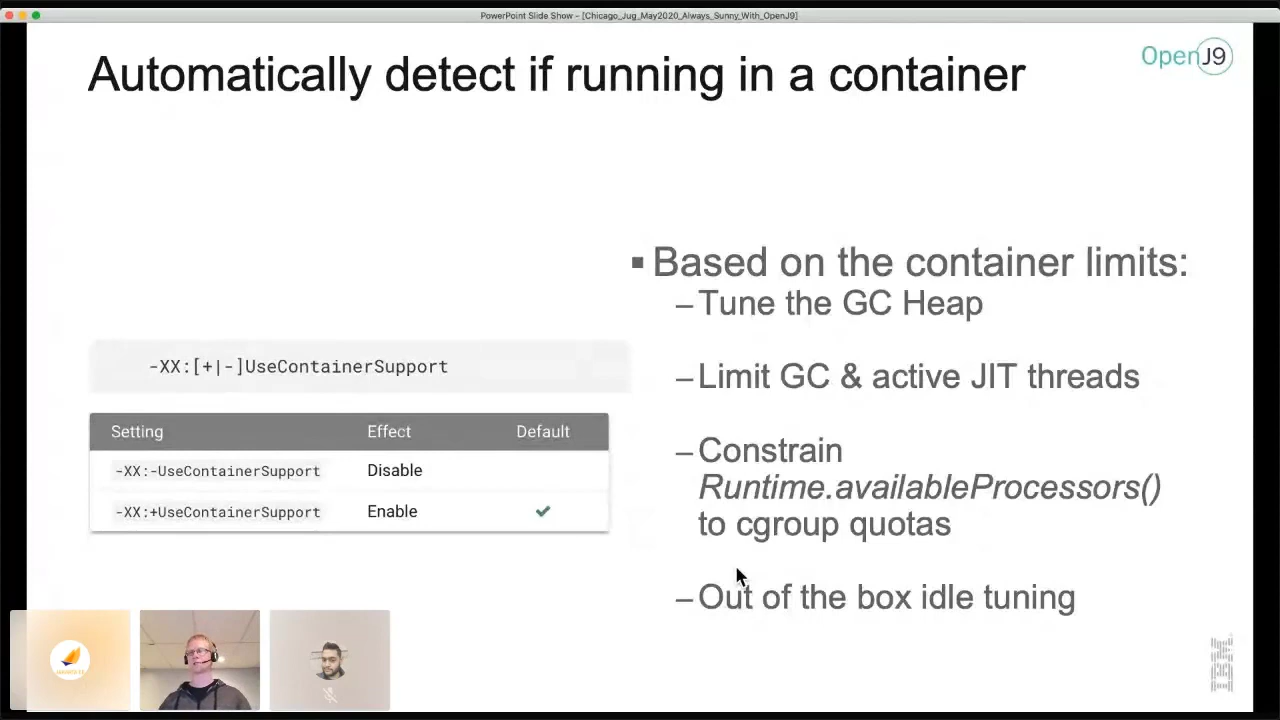 PowerPoint Slide Show - [Chicago_Jug_May2020_Always_Sunny_With_OpenJ9]
Automatically detect if running in a container
OpenJ9
▪Based on the container limits:
–Tune the GC Heap
–Limit GC & active JIT threads
–Constrain
Runtime.availableProcessors()
to cgroup quotas
–Out of the box idle tuning
-XX:[+|-]UseContainerSupport
Setting Effect Default
-XX:-UseContainerSupport Disable
-XX:+UseContainerSupport Enable ✔
IBM